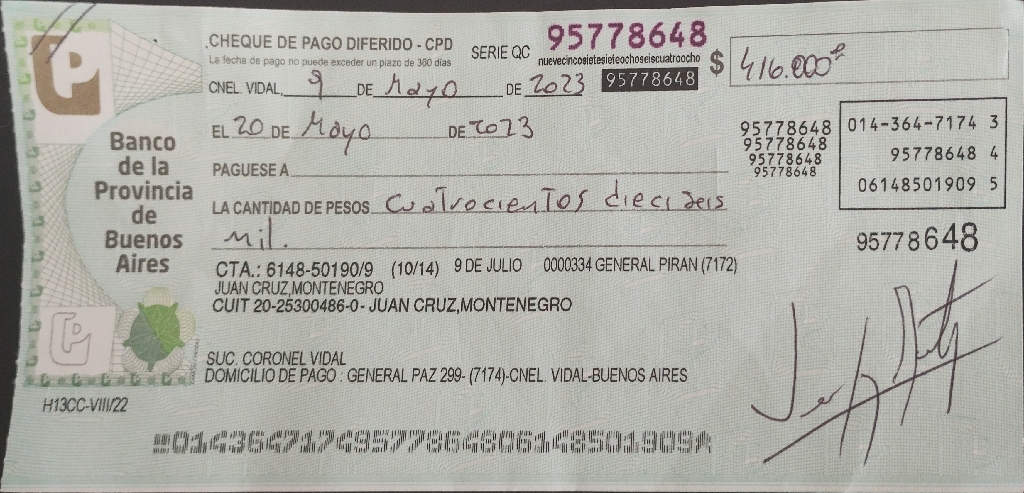 CHEQUE DE PAGO DIFERIDO - CPD SERIE QC 95778648 $ 416.000
La fecha de pago no puede exceder un plazo de 360 días nuevecincosietesieteochoseiscuatroocho
CNEL. VIDAL, 9 DE Mayo DE 2023 95778648
EL 20 DE Mayo DE 2023
PAGUESE A
LA CANTIDAD DE PESOS Cuatrocientos dieciseis
mil.
95778648
95778648
95778648
95778648
014-364-7174 3
95778648 4
06148501909 5
95778648
Banco
de la
Provincia
de
Buenos
Aires
CTA.: 6148-50190/9 (10/14) 9 DE JULIO 0000334 GENERAL PIRAN (7172)
JUAN CRUZ,MONTENEGRO
CUIT 20-25300486-0- JUAN CRUZ,MONTENEGRO
SUC. CORONEL VIDAL
DOMICILIO DE PAGO : GENERAL PAZ 299- (7174)-CNEL. VIDAL-BUENOS AIRES
H13CC-VIII/22